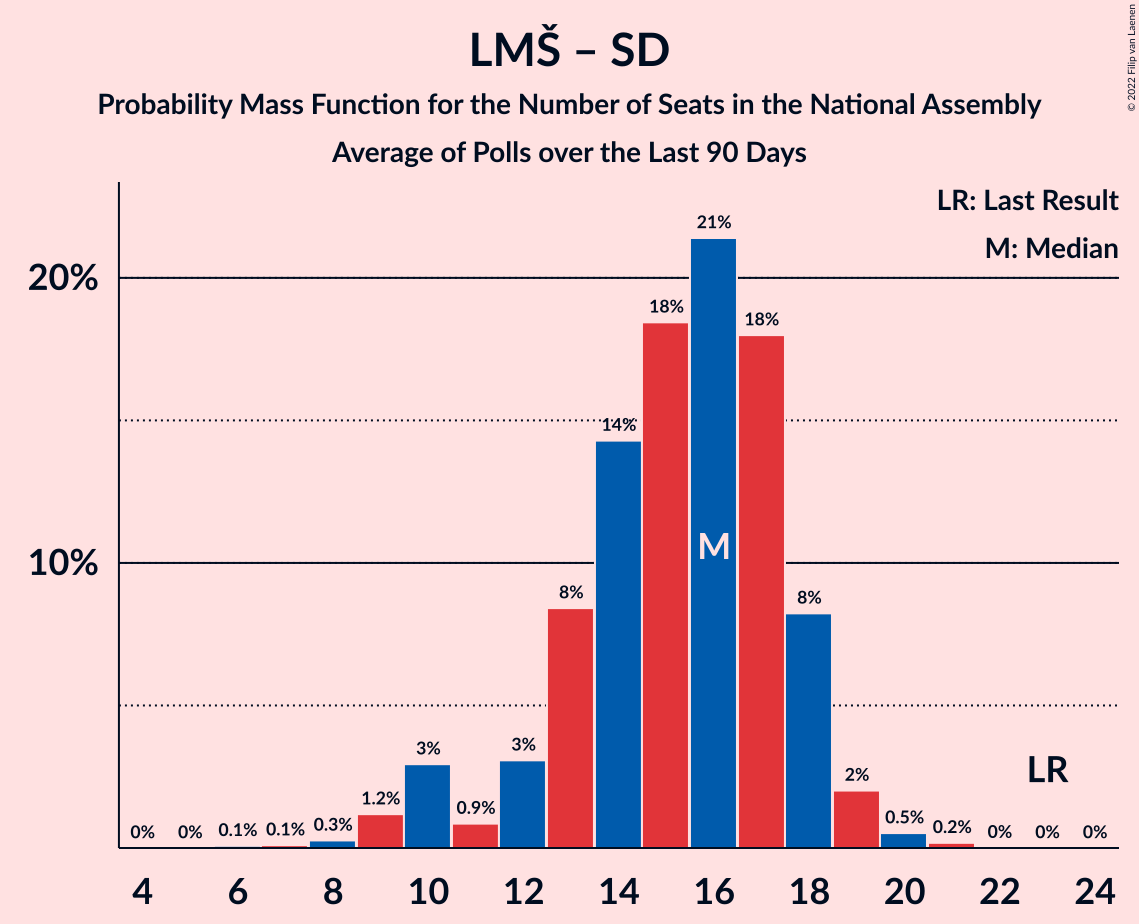 LMŠ – SD
Probability Mass Function for the Number of Seats in the National Assembly
Average of Polls over the Last 90 Days
© 2022 Filip van Laenen
LR: Last Result
M: Median
20%
10%
0% 0% 0.1% 0.1% 0.3% 1.2% 3% 0.9% 3% 8% 14% 18% 21% 18% 8% 2% 0.5% 0.2% 0% 0% 0%
M
LR
4 6 8 10 12 14 16 18 20 22 24